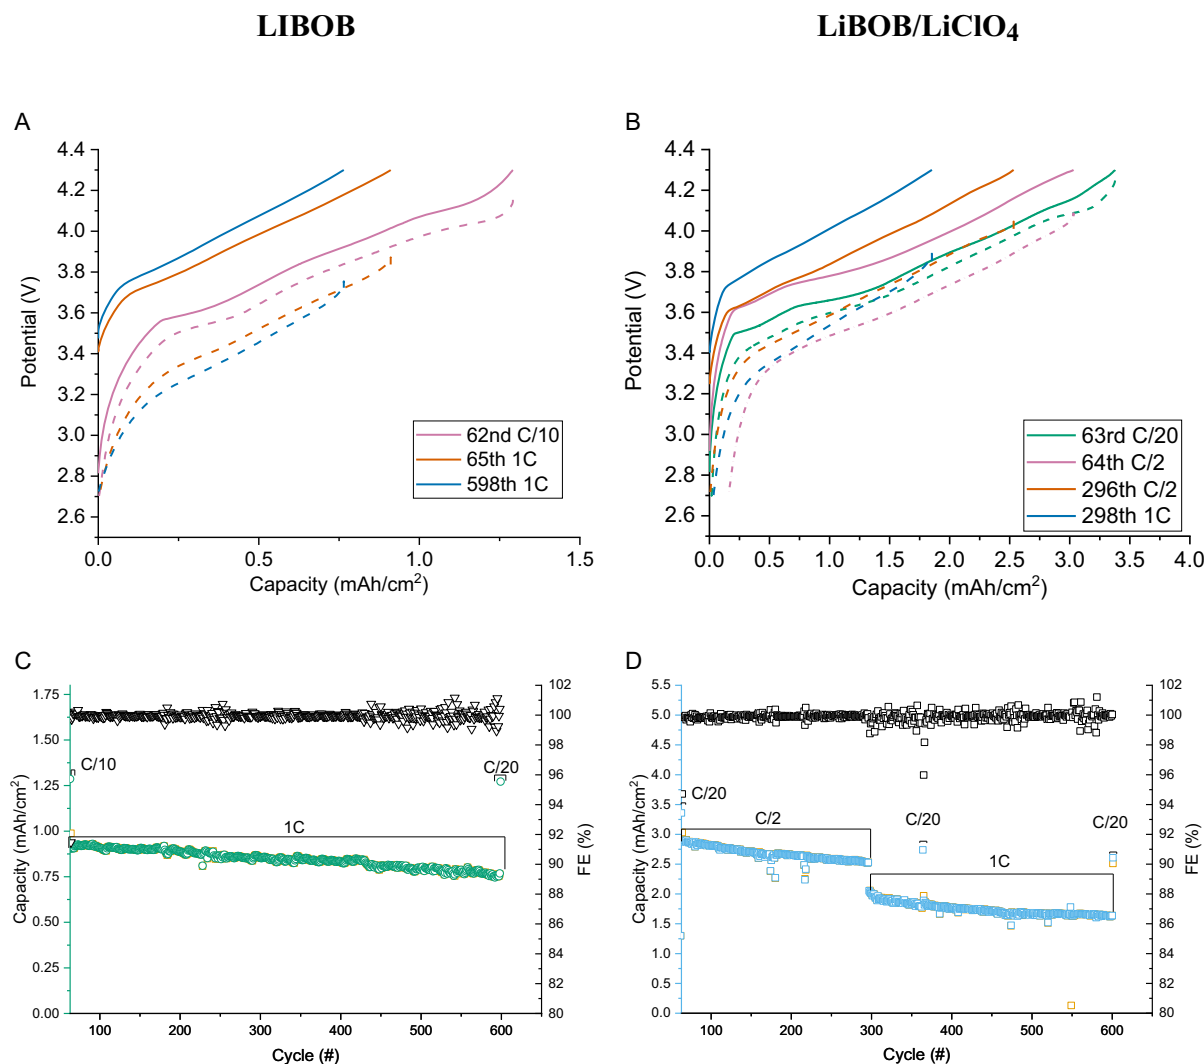 LIBOB
LiBOB/LiClO4
A
4.4
4.2
4.0
3.8
3.6
3.4
3.2
3.0
2.8
2.6
Potential (V)
0.0
0.5
1.0
1.5
Capacity (mAh/cm2)
62nd C/10
65th 1C
598th 1C
B
4.4
4.2
4.0
3.8
3.6
3.4
3.2
3.0
2.8
2.6
Potential (V)
0.0
0.5
1.0
1.5
2.0
2.5
3.0
3.5
4.0
Capacity (mAh/cm2)
63rd C/20
64th C/2
296th C/2
298th 1C
C
1.75
1.50
1.25
1.00
0.75
0.50
0.25
0.00
Capacity (mAh/cm2)
C/10
1C
C/20
102
100
98
96
94
92
90
88
86
84
82
80
FE (%)
100
200
300
400
500
600
Cycle (#)
D
5.5
5.0
4.5
4.0
3.5
3.0
2.5
2.0
1.5
1.0
0.5
0.0
Capacity (mAh/cm2)
C/20
C/2
C/20
1C
C/20
102
100
98
96
94
92
90
88
86
84
82
80
FE (%)
100
200
300
400
500
600
Cycle (#)